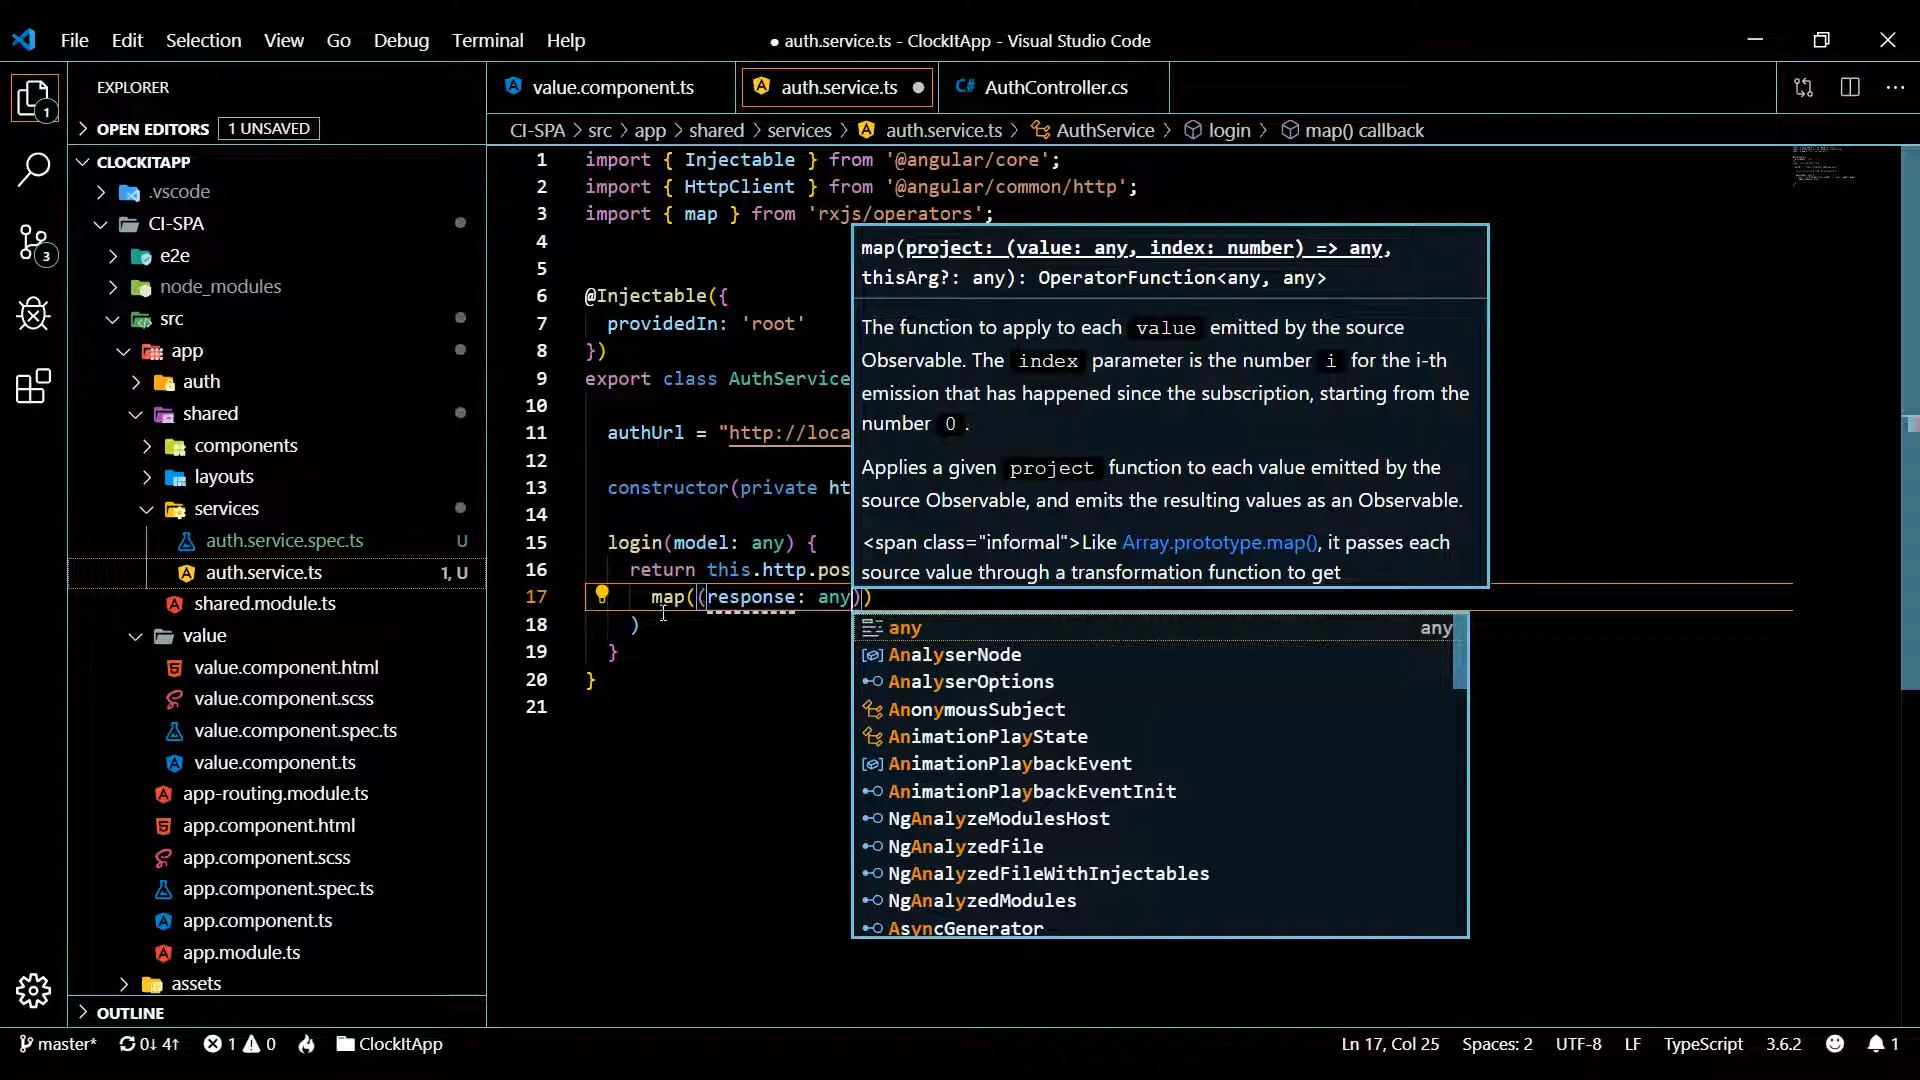 File Edit Selection View Go Debug Terminal Help
● auth.service.ts - ClockItApp - Visual Studio Code
EXPLORER
OPEN EDITORS 1 UNSAVED
CLOCKITAPP
.vscode
CI-SPA
e2e
node_modules
src
app
auth
shared
components
layouts
services
auth.service.spec.ts U
auth.service.ts 1, U
shared.module.ts
value
value.component.html
value.component.scss
value.component.spec.ts
value.component.ts
app-routing.module.ts
app.component.html
app.component.scss
app.component.spec.ts
app.component.ts
app.module.ts
assets
OUTLINE
1
3
value.component.ts auth.service.ts ● C# AuthController.cs
CI-SPA > src > app > shared > services > auth.service.ts > AuthService > login > map() callback
1 import { Injectable } from '@angular/core';
2 import { HttpClient } from '@angular/common/http';
3 import { map } from 'rxjs/operators';
4
5
6 @Injectable({
7 providedIn: 'root'
8 })
9 export class AuthService
10
11 authUrl = "http://loca
12
13 constructor(private ht
14
15 login(model: any) {
16 return this.http.pos
17 map((response: any))
18 )
19 }
20 }
21
map(project: (value: any, index: number) => any,
thisArg?: any): OperatorFunction<any, any>
The function to apply to each value emitted by the source
Observable. The index parameter is the number i for the i-th
emission that has happened since the subscription, starting from the
number 0.
Applies a given project function to each value emitted by the
source Observable, and emits the resulting values as an Observable.
<span class="informal">Like Array.prototype.map(), it passes each
source value through a transformation function to get
any any
AnalyserNode
AnalyserOptions
AnonymousSubject
AnimationPlayState
AnimationPlaybackEvent
AnimationPlaybackEventInit
NgAnalyzeModulesHost
NgAnalyzedFile
NgAnalyzedFileWithInjectables
NgAnalyzedModules
AsyncGenerator
master* 0↓ 4↑ 1 0 ClockItApp Ln 17, Col 25 Spaces: 2 UTF-8 LF TypeScript 3.6.2 1